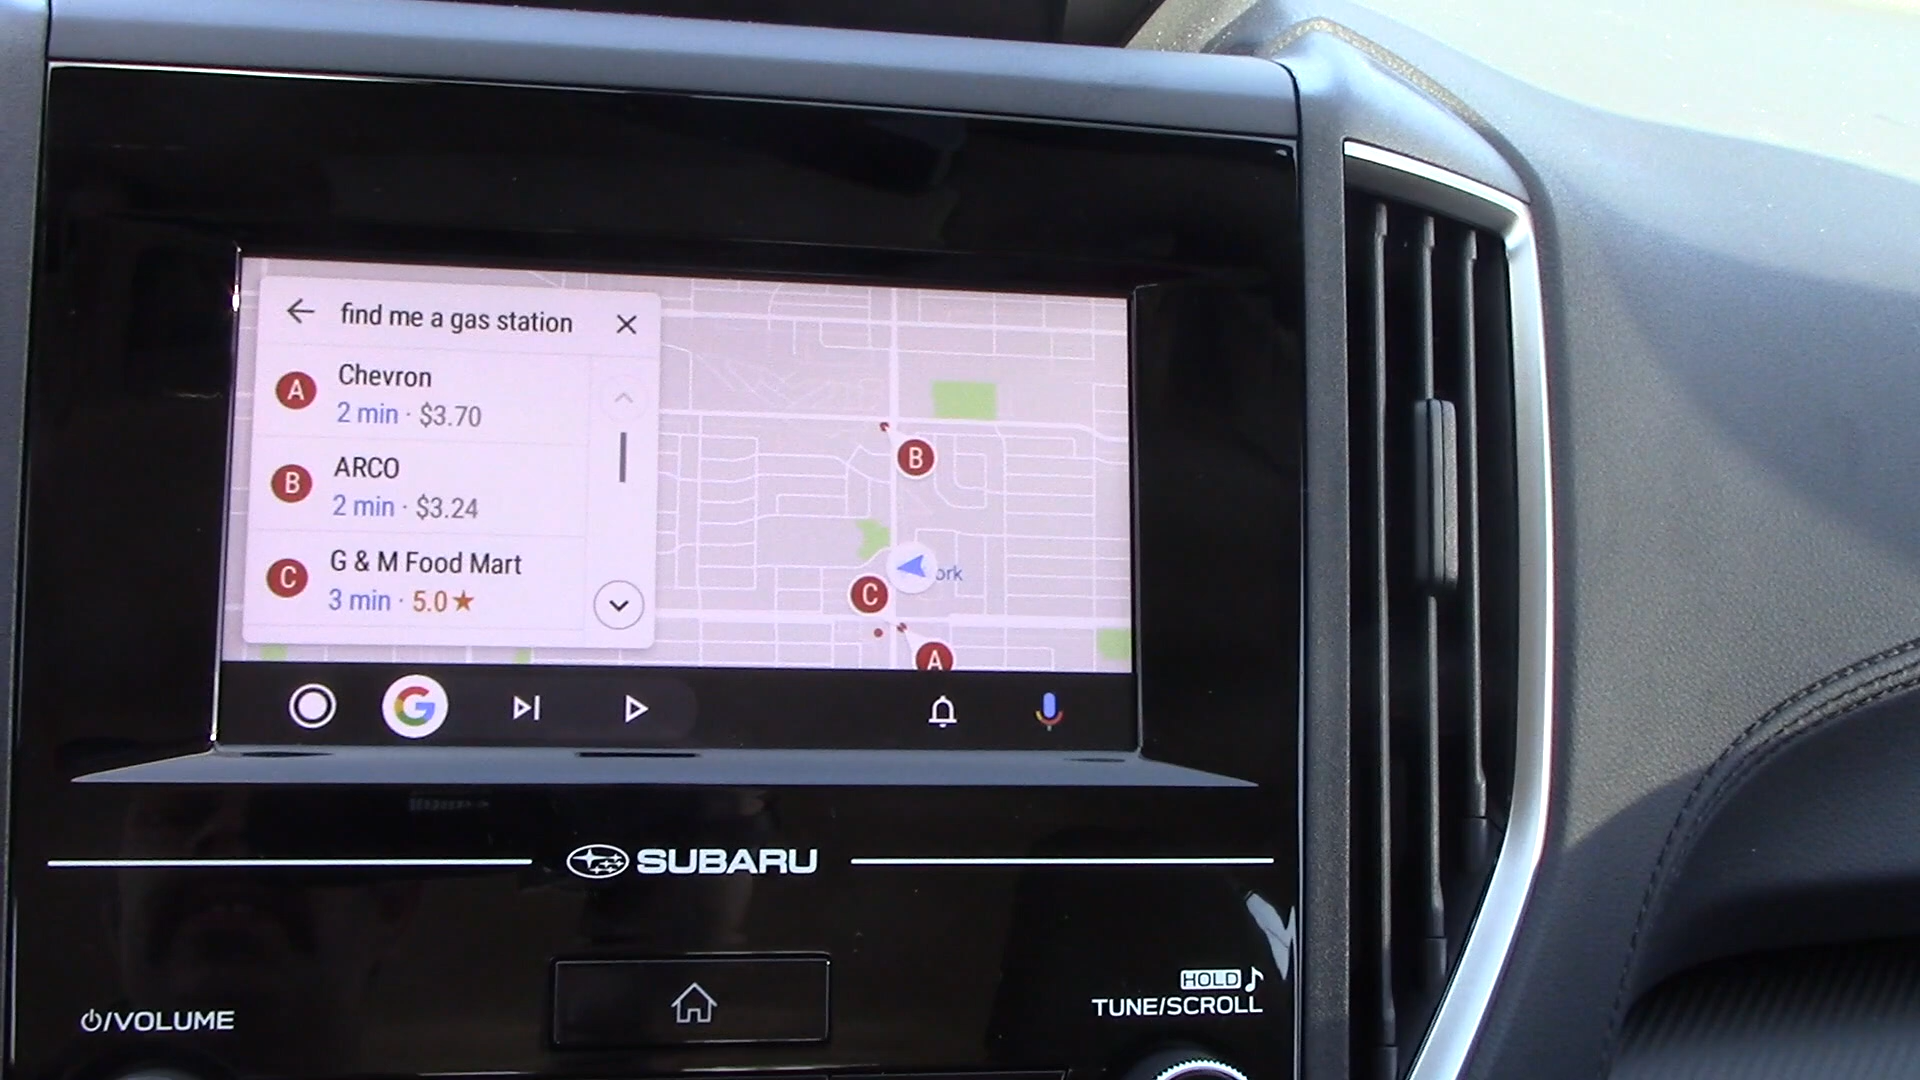 find me a gas station
A Chevron
2 min · $3.70
B ARCO
2 min · $3.24
C G & M Food Mart
3 min · 5.0★
B
ork
C
A
G
SUBARU
HOLD
TUNE/SCROLL
/VOLUME